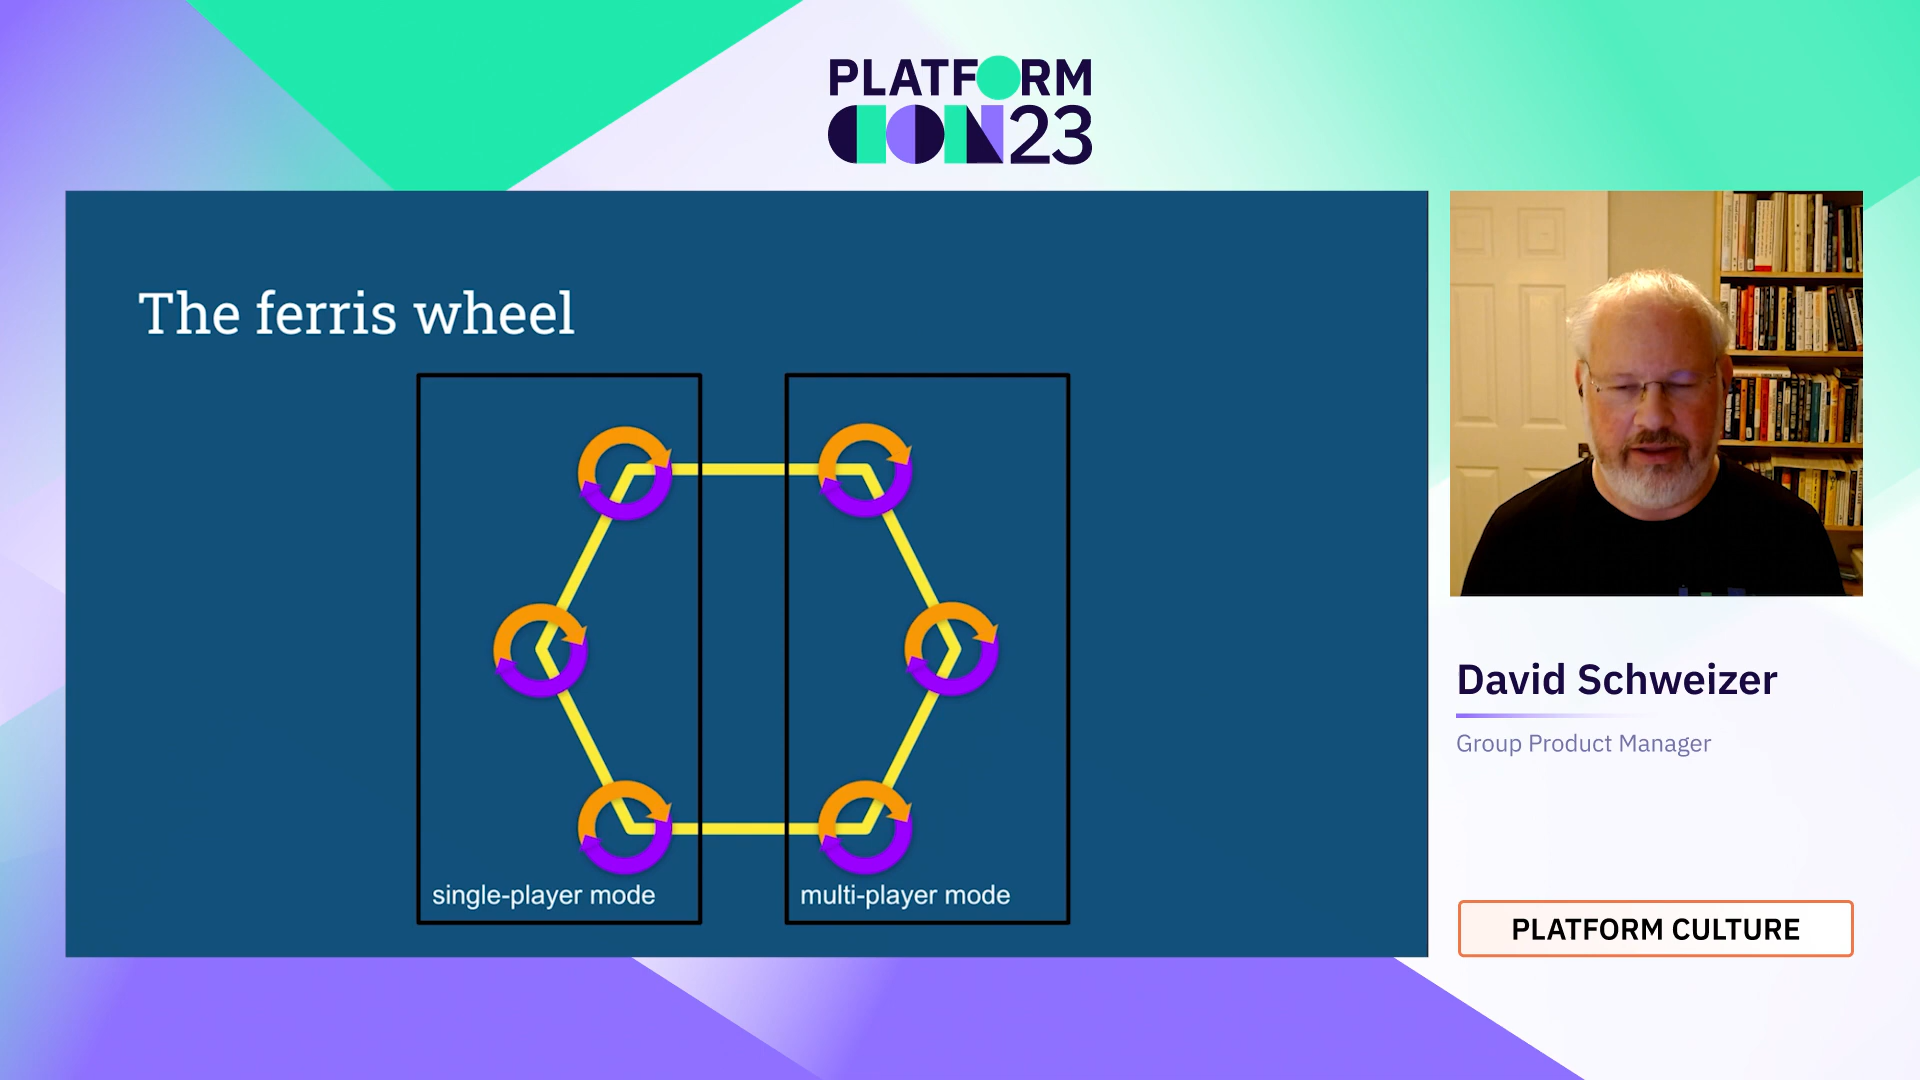 PLATFORM
CON23
The ferris wheel
single-player mode
multi-player mode
David Schweizer
Group Product Manager
PLATFORM CULTURE